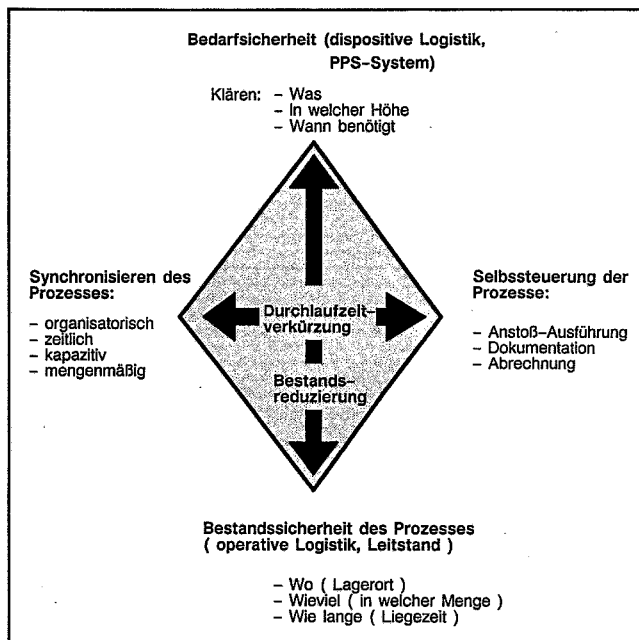 Bedarfsicherheit (dispositive Logistik,
PPS-System)
Klären: - Was
- In welcher Höhe
- Wann benötigt
Synchronisieren des
Prozesses:
- organisatorisch
- zeitlich
- kapazitiv
- mengenmäßig
Durchlaufzeit-
verkürzung
Bestands-
reduzierung
Selbssteuerung der
Prozesse:
- Anstoß-Ausführung
- Dokumentation
- Abrechnung
Bestandssicherheit des Prozesses
( operative Logistik, Leitstand )
- Wo ( Lagerort )
- Wieviel ( in welcher Menge )
- Wie lange ( Liegezeit )